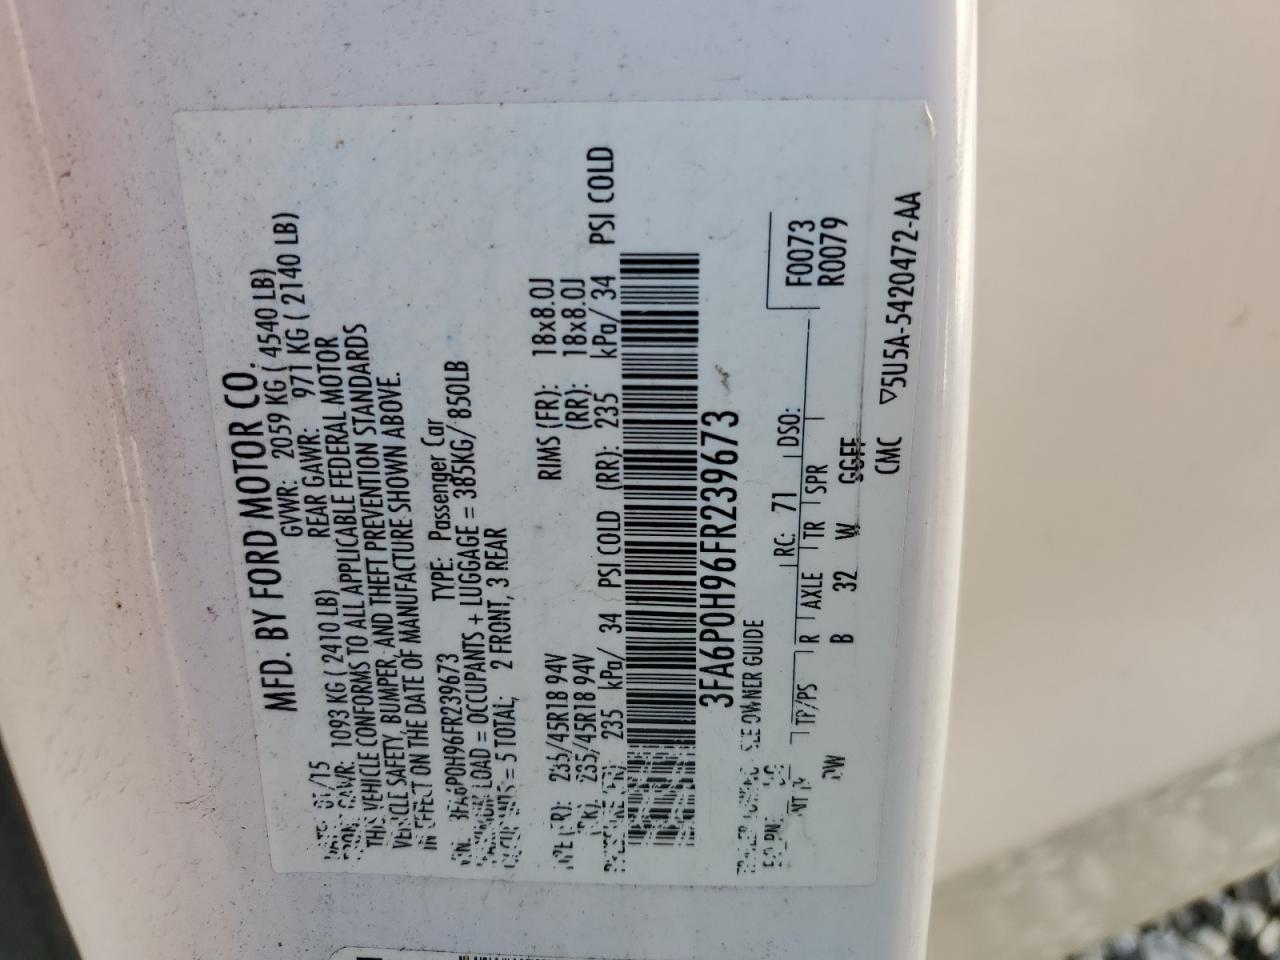 MFD. BY FORD MOTOR CO.
GVWR: 2059 KG ( 4540 LB)
1093 KG ( 2410 LB) REAR GAWR: 971 KG ( 2140 LB)
THIS VEHICLE CONFORMS TO ALL APPLICABLE FEDERAL MOTOR
VEHICLE SAFETY, BUMPER, AND THEFT PREVENTION STANDARDS
IN EFFECT ON THE DATE OF MANUFACTURE SHOWN ABOVE.
VIN: 3FA6P0H96FR239673 TYPE: Passenger Car
MAXIMUM LOAD = OCCUPANTS + LUGGAGE = 385KG/ 850LB
OCCUPANTS = 5 TOTAL; 2 FRONT, 3 REAR
235/45R18 94V RIMS (FR): 18x8.0J
235/45R18 94V (RR): 18x8.0J
235 kPa/ 34 PSI COLD (RR): 235 kPa/ 34 PSI COLD
3FA6P0H96FR239673
SEE OWNER GUIDE
RC: 71 DSO:
F0073
R0079
TP/PS R AXLE TR SPR
B 32 W GGFF
▽5U5A-5420472-AA
CMC